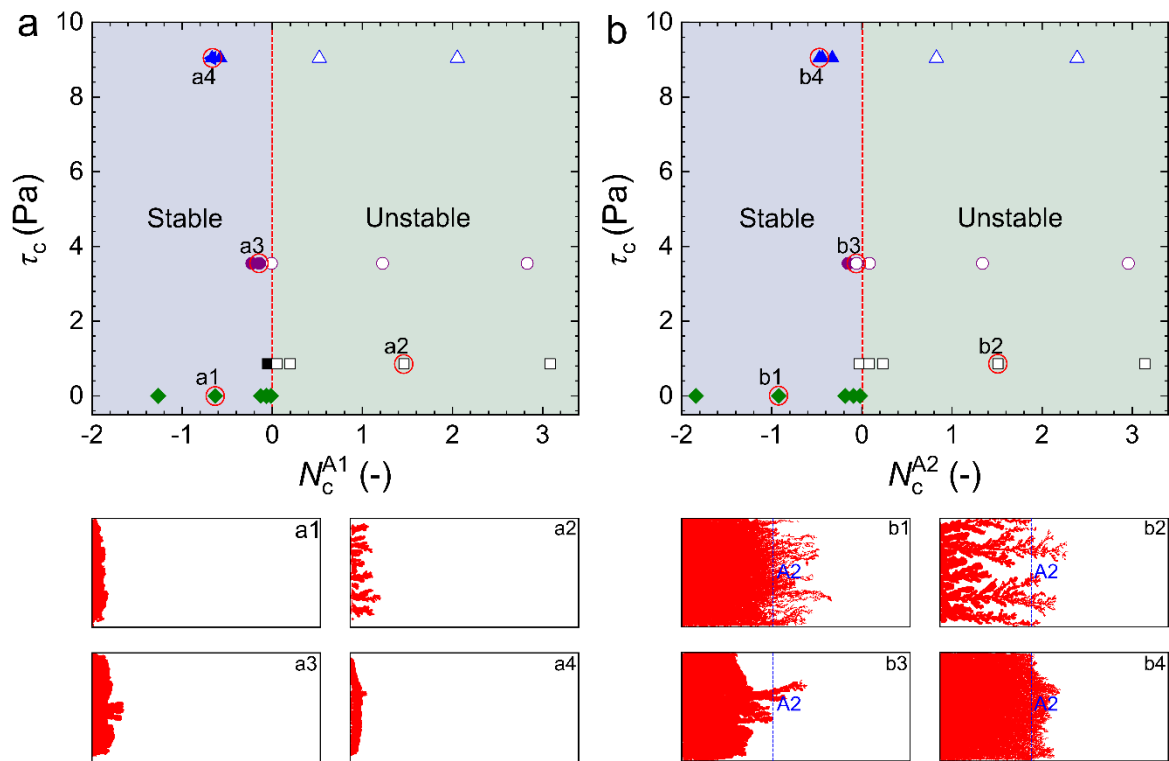 a
b
10
8
6
4
2
0
τc (Pa)
a4
Stable
Unstable
a3
a2
a1
-2
-1
0
1
2
3
NcA1 (-)
10
8
6
4
2
0
τc (Pa)
b4
Stable
Unstable
b3
b2
b1
-2
-1
0
1
2
3
NcA2 (-)
a1
a2
b1
A2
b2
A2
a3
a4
b3
A2
b4
A2